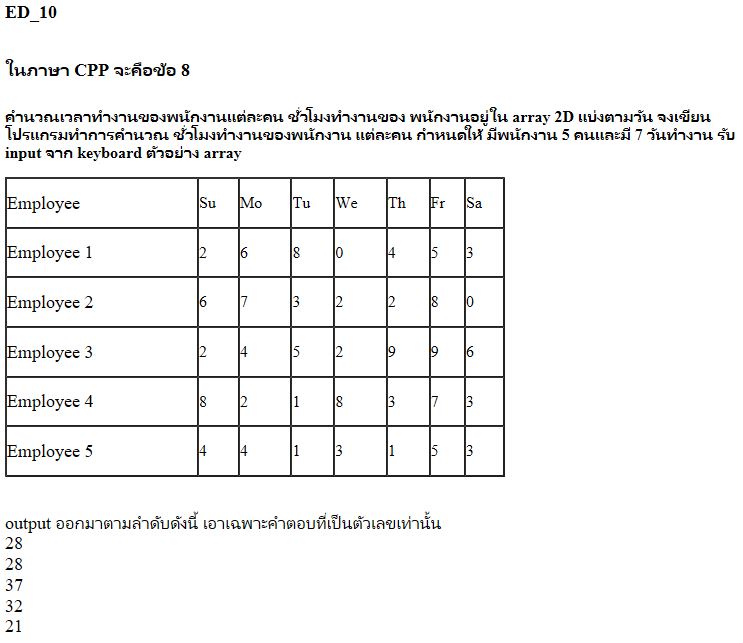 ED_10
ในภาษา CPP จะคือข้อ 8
คำนวณเวลาทำงานของพนักงานแต่ละคน ชั่วโมงทำงานของ พนักงานอยู่ใน array 2D แบ่งตามวัน จงเขียน
โปรแกรมทำการคำนวณ ชั่วโมงทำงานของพนักงาน แต่ละคน กำหนดให้ มีพนักงาน 5 คนและมี 7 วันทำงาน รับ
input จาก keyboard ตัวอย่าง array
Employee Su Mo Tu We Th Fr Sa
Employee 1 2 6 8 0 4 5 3
Employee 2 6 7 3 2 2 8 0
Employee 3 2 4 5 2 9 9 6
Employee 4 8 2 1 8 3 7 3
Employee 5 4 4 1 3 1 5 3
output ออกมาตามลำดับดังนี้ เอาเฉพาะคำตอบที่เป็นตัวเลขเท่านั้น
28
28
37
32
21